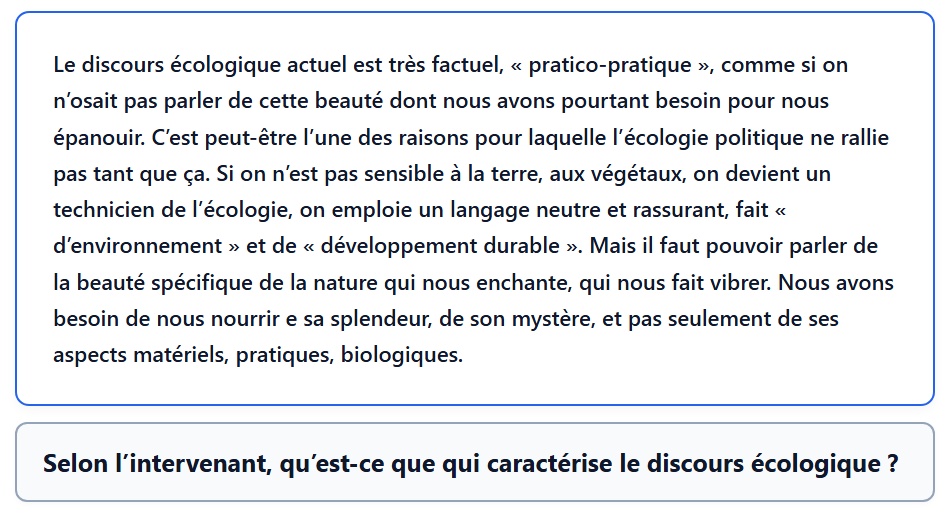 Le discours écologique actuel est très factuel, « pratico-pratique », comme si on
n’osait pas parler de cette beauté dont nous avons pourtant besoin pour nous
épanouir. C’est peut-être l’une des raisons pour laquelle l’écologie politique ne rallie
pas tant que ça. Si on n’est pas sensible à la terre, aux végétaux, on devient un
technicien de l’écologie, on emploie un langage neutre et rassurant, fait «
d’environnement » et de « développement durable ». Mais il faut pouvoir parler de
la beauté spécifique de la nature qui nous enchante, qui nous fait vibrer. Nous avons
besoin de nous nourrir e sa splendeur, de son mystère, et pas seulement de ses
aspects matériels, pratiques, biologiques.
Selon l’intervenant, qu’est-ce que qui caractérise le discours écologique ?